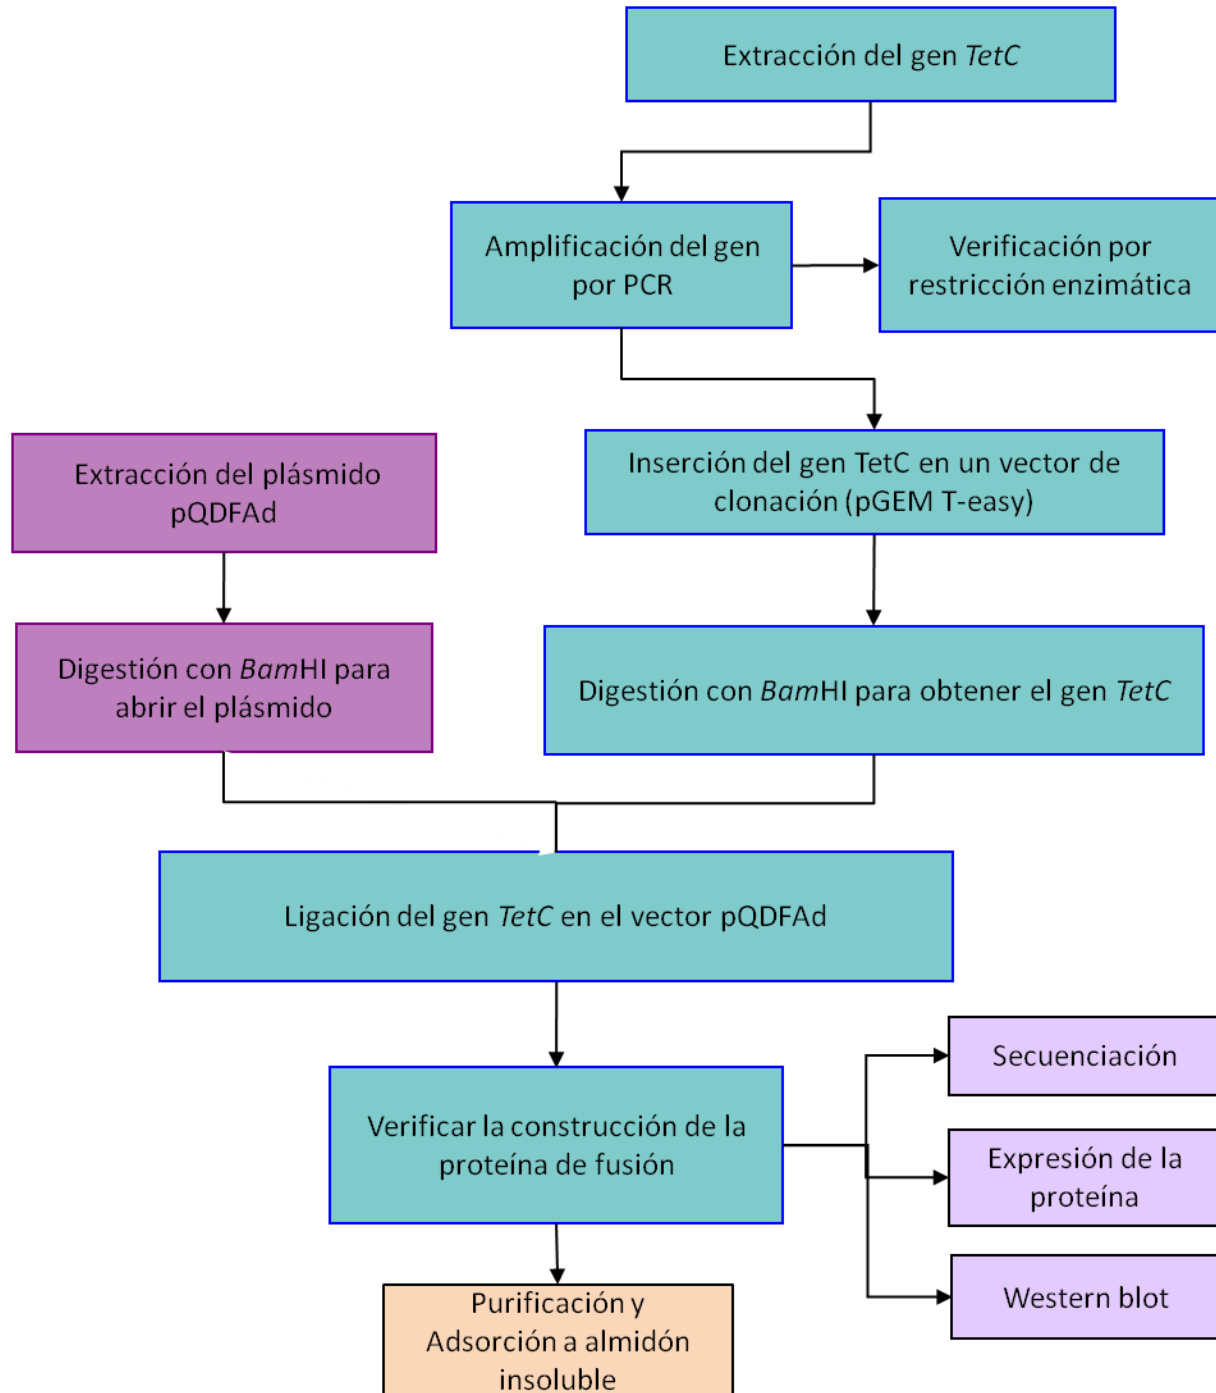 Extracción del gen TetC
Amplificación del gen
por PCR
Verificación por
restricción enzimática
Extracción del plásmido
pQDFAd
Inserción del gen TetC en un vector de
clonación (pGEM T-easy)
Digestión con BamHI para
abrir el plásmido
Digestión con BamHI para obtener el gen TetC
Ligación del gen TetC en el vector pQDFAd
Verificar la construcción de la
proteína de fusión
Secuenciación
Expresión de la
proteína
Western blot
Purificación y
Adsorción a almidón
insoluble